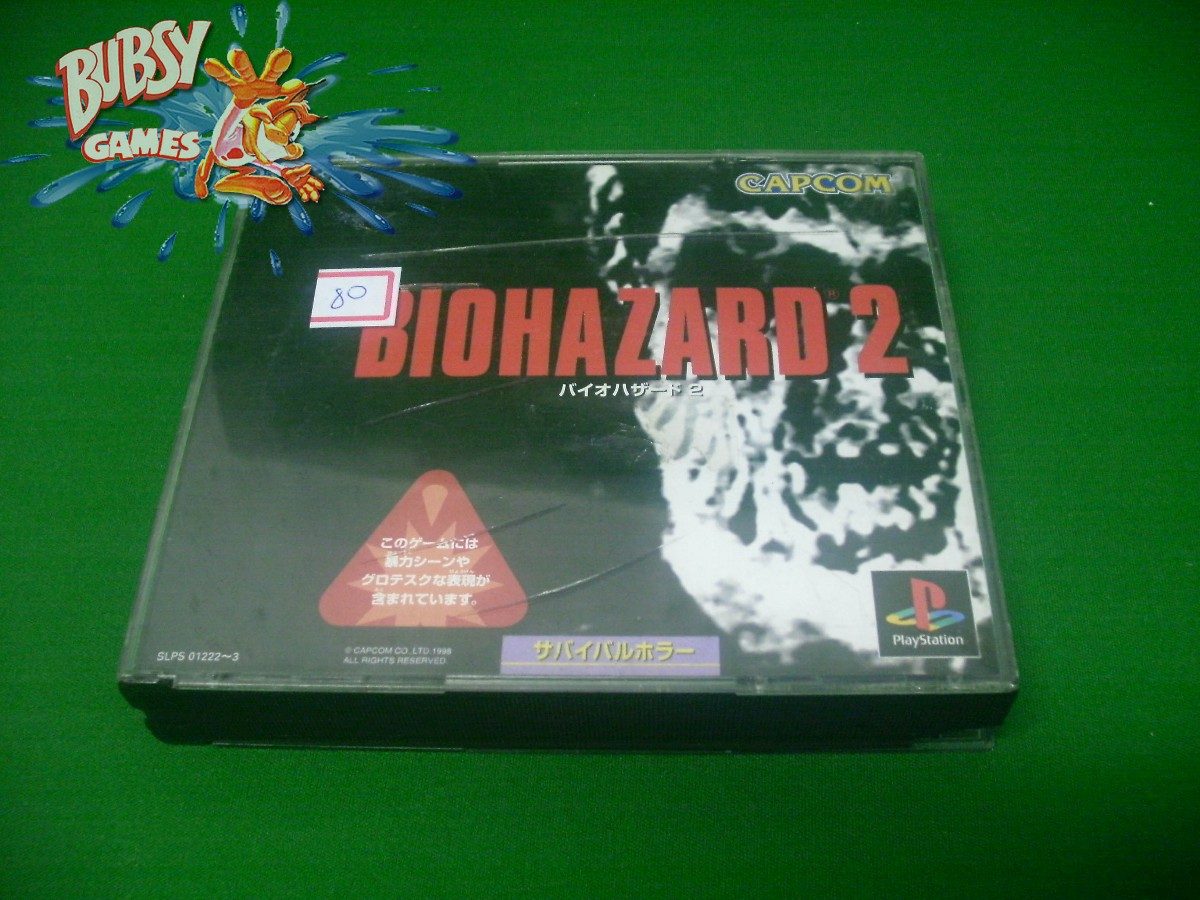 BUBSY
GAMES
CAPCOM
80
BIOHAZARD® 2
バイオハザード 2
このゲームには
暴力シーンや
グロテスクな表現が
含まれています。
SLPS 01222〜3
© CAPCOM CO., LTD. 1998
ALL RIGHTS RESERVED
サバイバルホラー
PlayStation